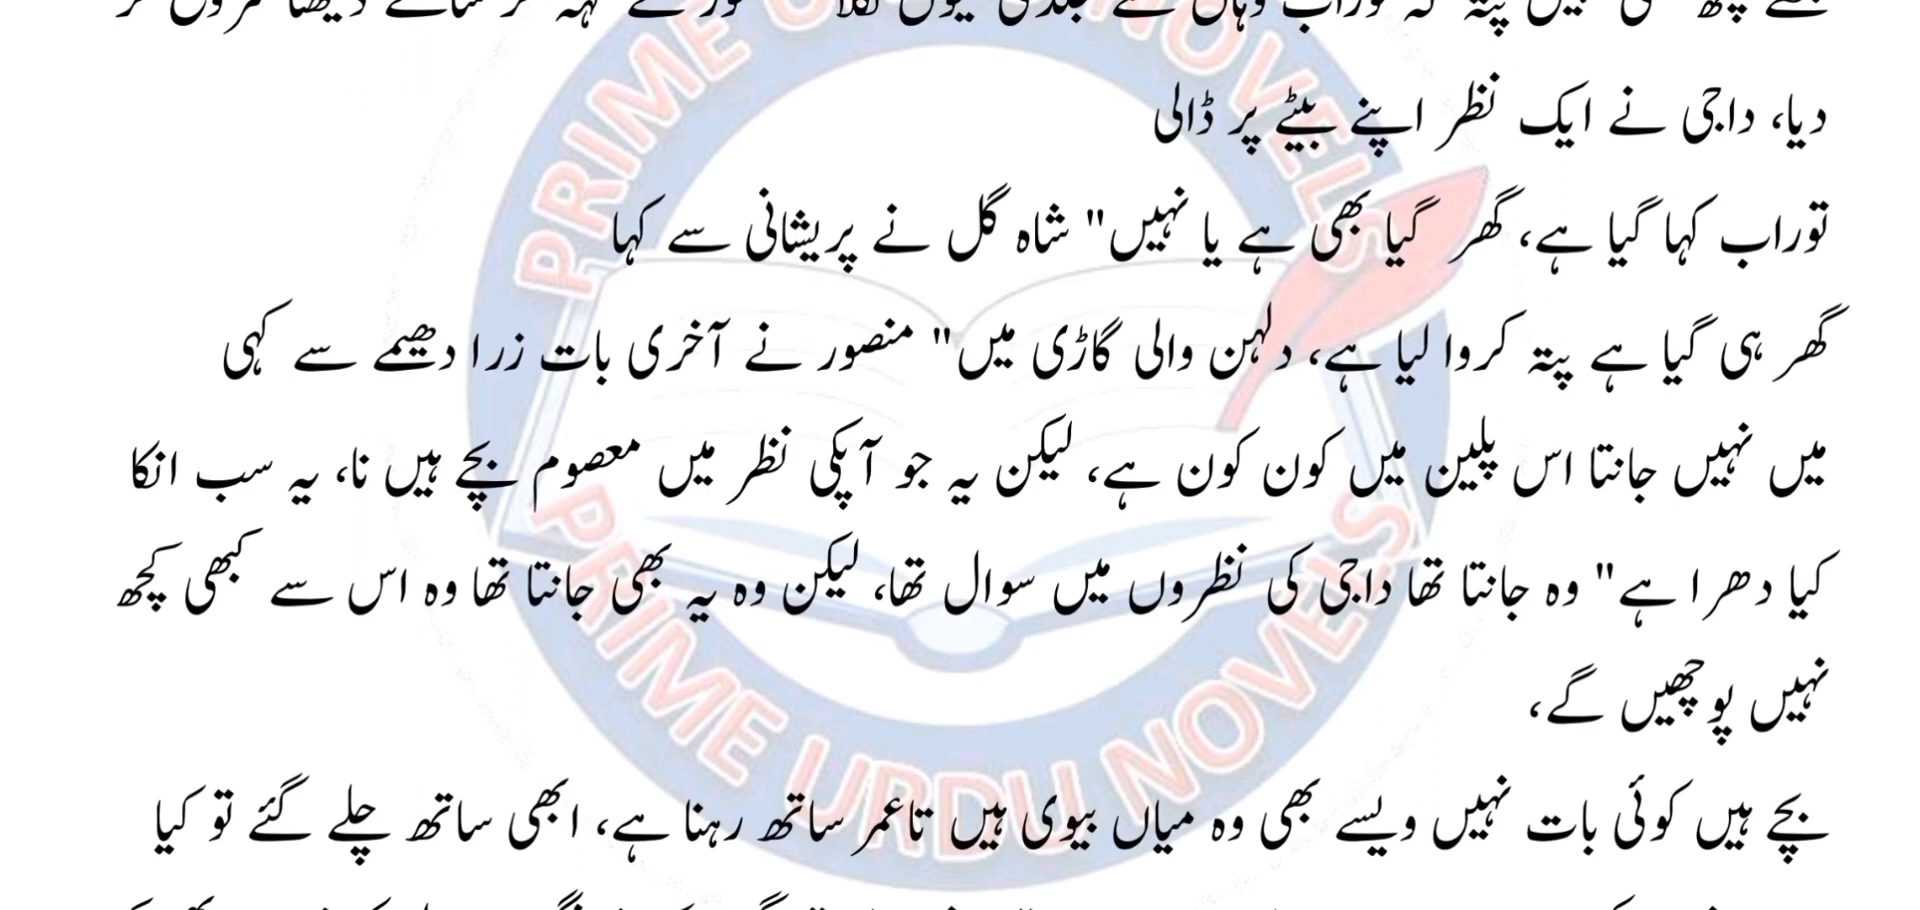 دیا، داجی نے ایک نظر اپنے بیٹے پر ڈالی
توراب کہا گیا ہے، گھر گیا بھی ہے یا نہیں" شاہ گل نے پریشانی سے کہا
گھر ہی گیا ہے پتہ کروا لیا ہے، دلہن والی گاڑی میں" منصور نے آخری بات زرا دھیمے سے کہی
میں نہیں جانتا اس پلین میں کون کون ہے، لیکن یہ جو آپکی نظر میں معصوم بچے ہیں نا، یہ سب انکا
کیا دھرا ہے" وہ جانتا تھا داجی کی نظروں میں سوال تھا، لیکن وہ یہ بھی جانتا تھا وہ اس سے کبھی کچھ
نہیں پوچھیں گے،
بچے ہیں کوئی بات نہیں ویسے بھی وہ میاں بیوی ہیں تاعمر ساتھ رہنا ہے، ابھی ساتھ چلے گئے تو کیا
PRIME NOVELS
PRIME URDU NOVELS